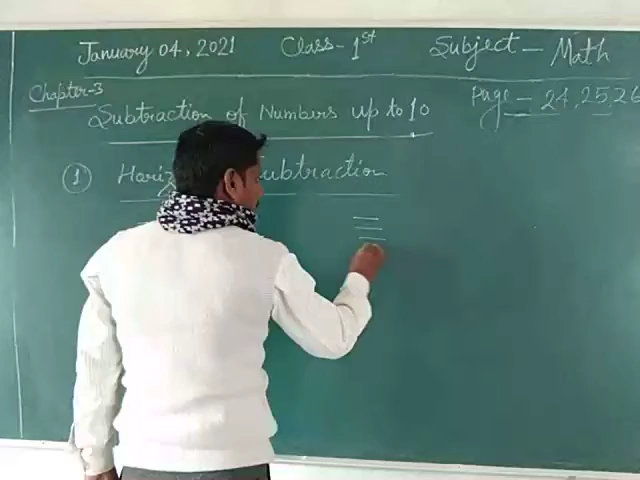 January 04, 2021 Class - 1st Subject - Math
Chapter-3 Page - 24, 25, 26
Subtraction of Numbers up to 10
1 Subtraction